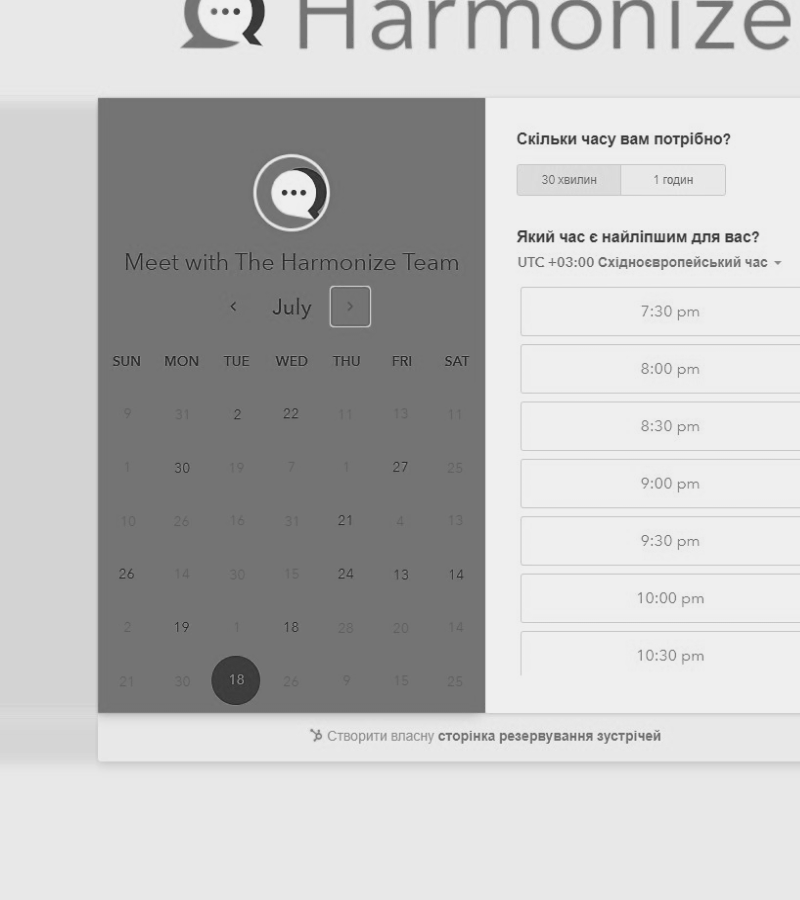 Harmonize
Meet with The Harmonize Team
July
SUN MON TUE WED THU FRI SAT
9 31 2 22 11 13 11
1 30 19 7 1 27 25
10 26 16 31 21 4 13
26 14 30 15 24 13 14
2 19 1 18 28 20 14
21 30 18 26 9 15 25
Скільки часу вам потрібно?
30 хвилин 1 годин
Який час є найліпшим для вас?
UTC +03:00 Східноєвропейський час
7:30 pm
8:00 pm
8:30 pm
9:00 pm
9:30 pm
10:00 pm
10:30 pm
Створити власну сторінка резервування зустрічей